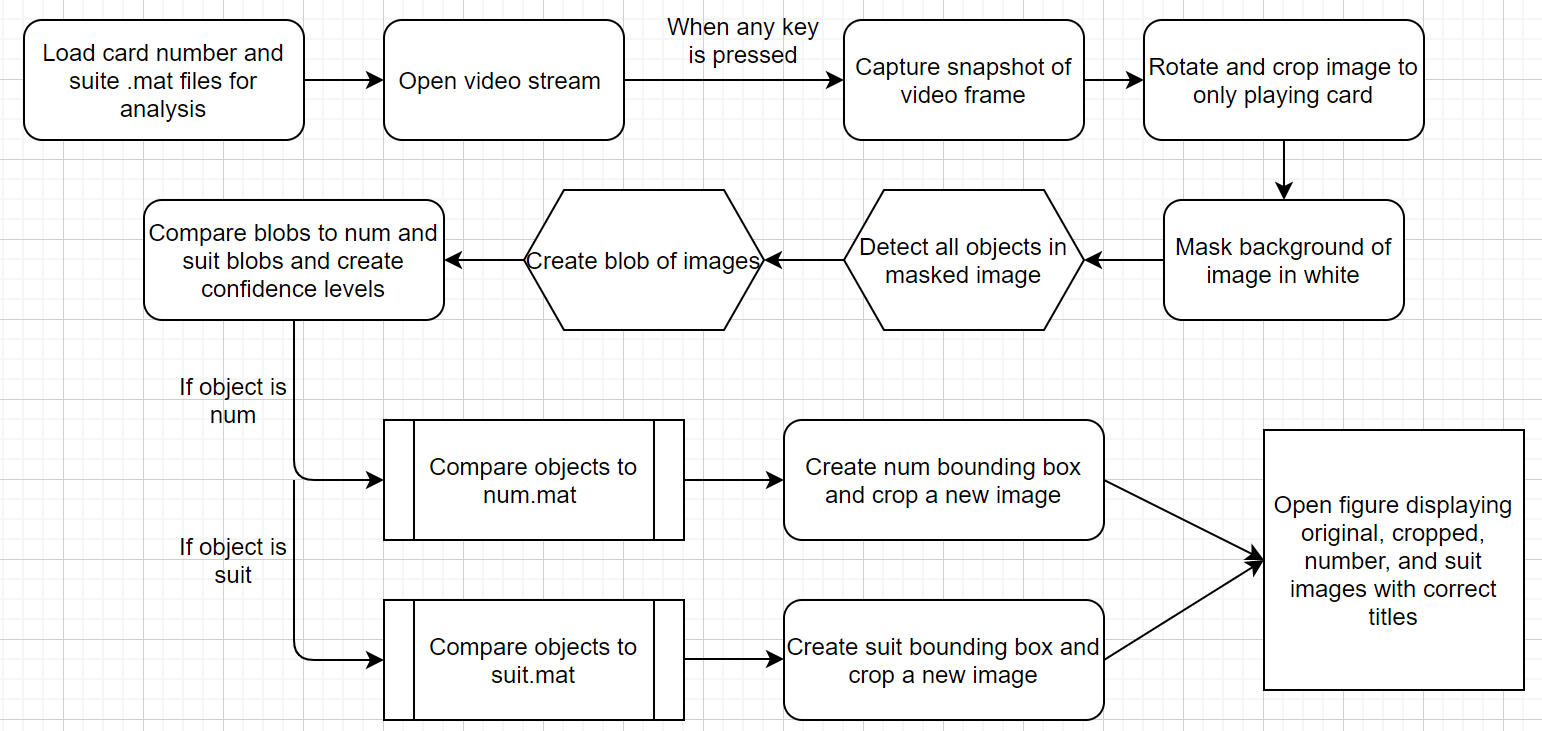 Load card number and
suite .mat files for
analysis
Open video stream
When any key
is pressed
Capture snapshot of
video frame
Rotate and crop image to
only playing card
Mask background of
image in white
Detect all objects in
masked image
Create blob of images
Compare blobs to num and
suit blobs and create
confidence levels
If object is
num
Compare objects to
num.mat
Create num bounding box
and crop a new image
If object is
suit
Compare objects to
suit.mat
Create suit bounding box and
crop a new image
Open figure displaying
original, cropped,
number, and suit
images with correct
titles